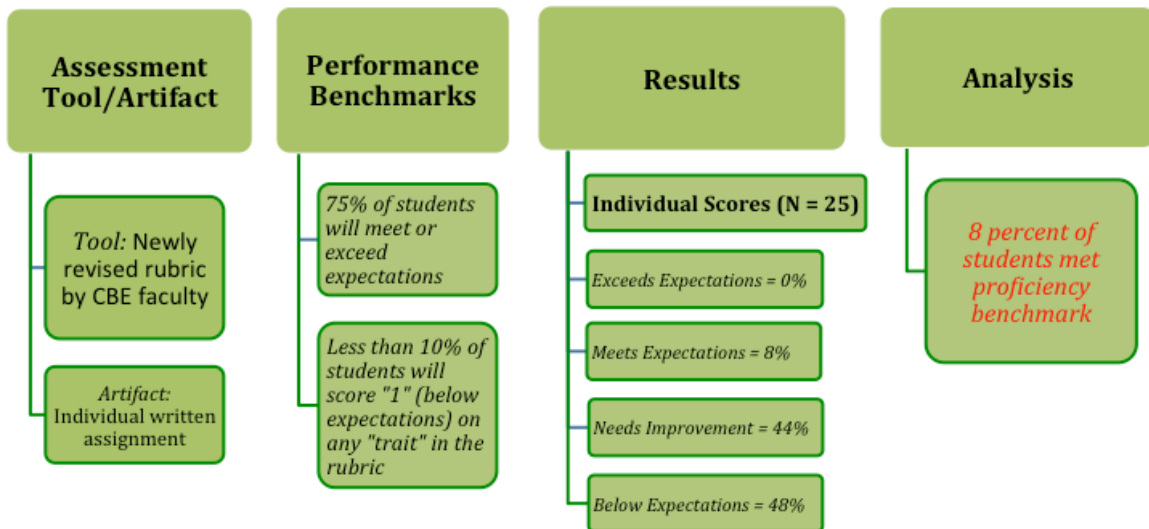 Assessment
Tool/Artifact
Tool: Newly
revised rubric
by CBE faculty
Artifact:
Individual written
assignment
Performance
Benchmarks
75% of students
will meet or
exceed
expectations
Less than 10% of
students will
score "1" (below
expectations) on
any "trait" in the
rubric
Results
Individual Scores (N = 25)
Exceeds Expectations = 0%
Meets Expectations = 8%
Needs Improvement = 44%
Below Expectations = 48%
Analysis
8 percent of
students met
proficiency
benchmark